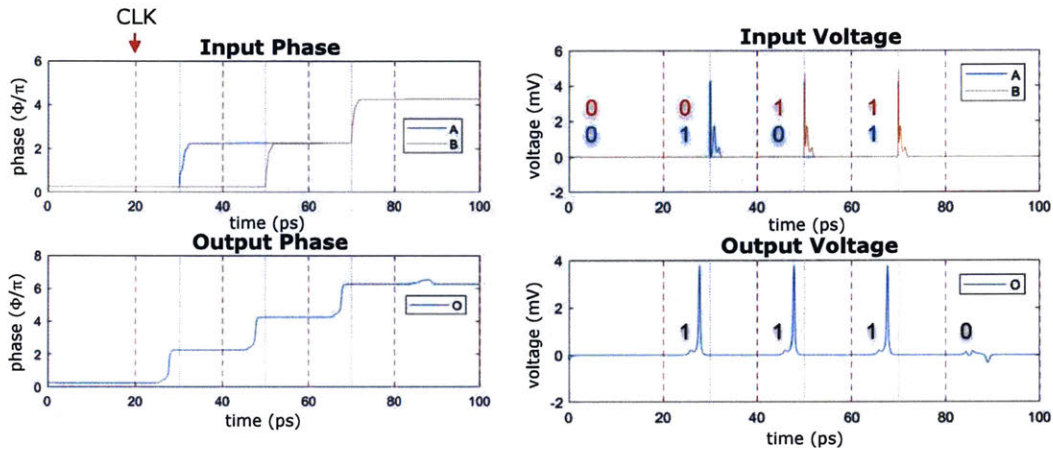 CLK
Input Phase
phase (Φ/π)
6
4
2
0
A
B
0 20 40 60 80 100
time (ps)
Input Voltage
voltage (mV)
6
4
2
0
-2
A
B
0 0 1 1
0 1 0 1
0 20 40 60 80 100
time (ps)
Output Phase
phase (Φ/π)
8
6
4
2
0
O
0 20 40 60 80 100
time (ps)
Output Voltage
voltage (mV)
4
2
0
-2
O
1 1 1 0
0 20 40 60 80 100
time (ps)